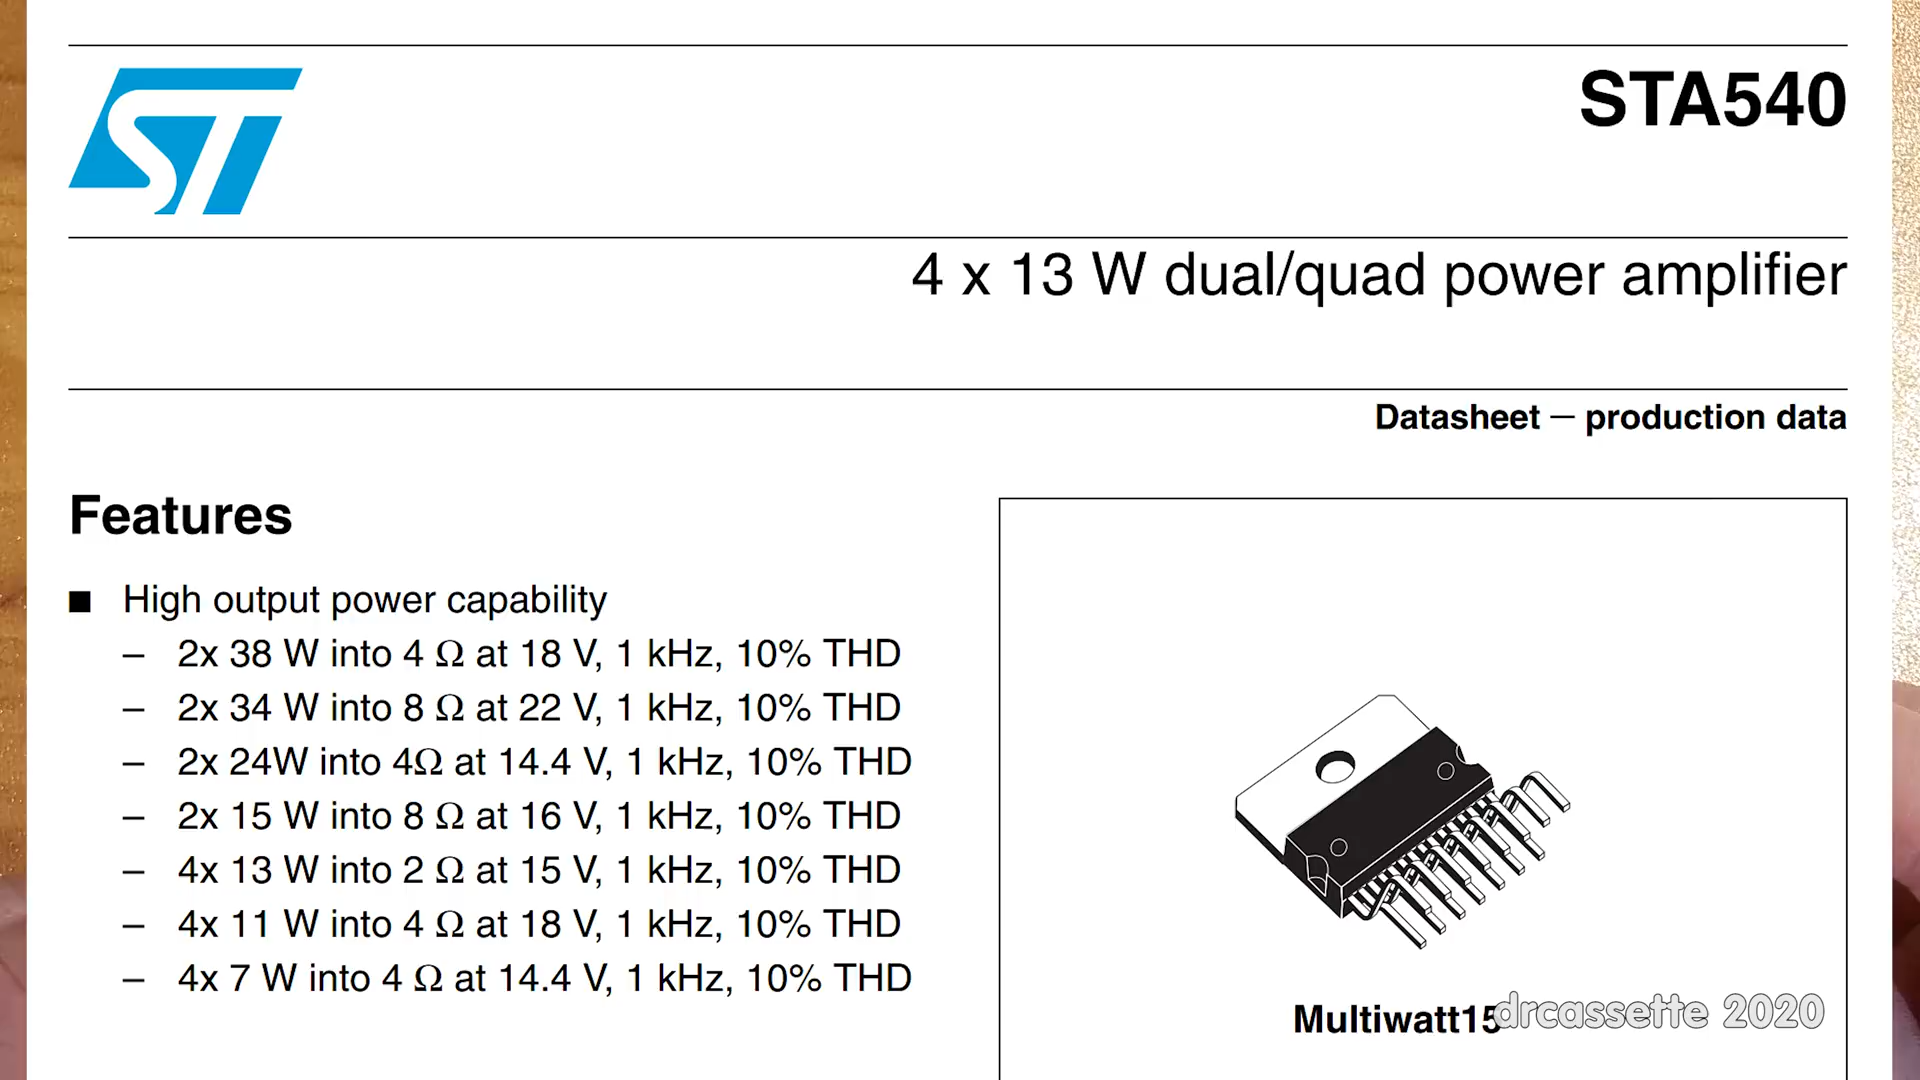 ST
STA540
4 x 13 W dual/quad power amplifier
Datasheet — production data
Features
■ High output power capability
– 2x 38 W into 4 Ω at 18 V, 1 kHz, 10% THD
– 2x 34 W into 8 Ω at 22 V, 1 kHz, 10% THD
– 2x 24W into 4Ω at 14.4 V, 1 kHz, 10% THD
– 2x 15 W into 8 Ω at 16 V, 1 kHz, 10% THD
– 4x 13 W into 2 Ω at 15 V, 1 kHz, 10% THD
– 4x 11 W into 4 Ω at 18 V, 1 kHz, 10% THD
– 4x 7 W into 4 Ω at 14.4 V, 1 kHz, 10% THD
Multiwatt15
drcassette 2020